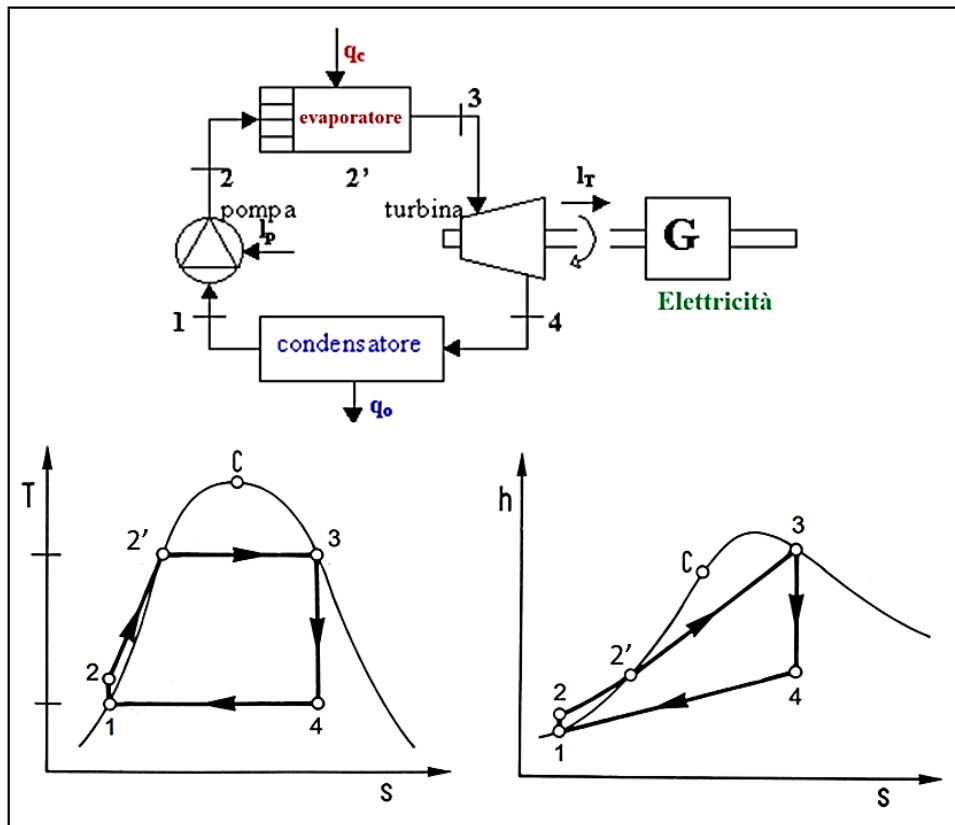 qc
evaporatore
3
2
2'
pompa
turbina
lT
lp
G
Elettricità
1
4
condensatore
qo
T
C
2'
3
2
1
4
S
h
3
C
2'
2
4
1
S